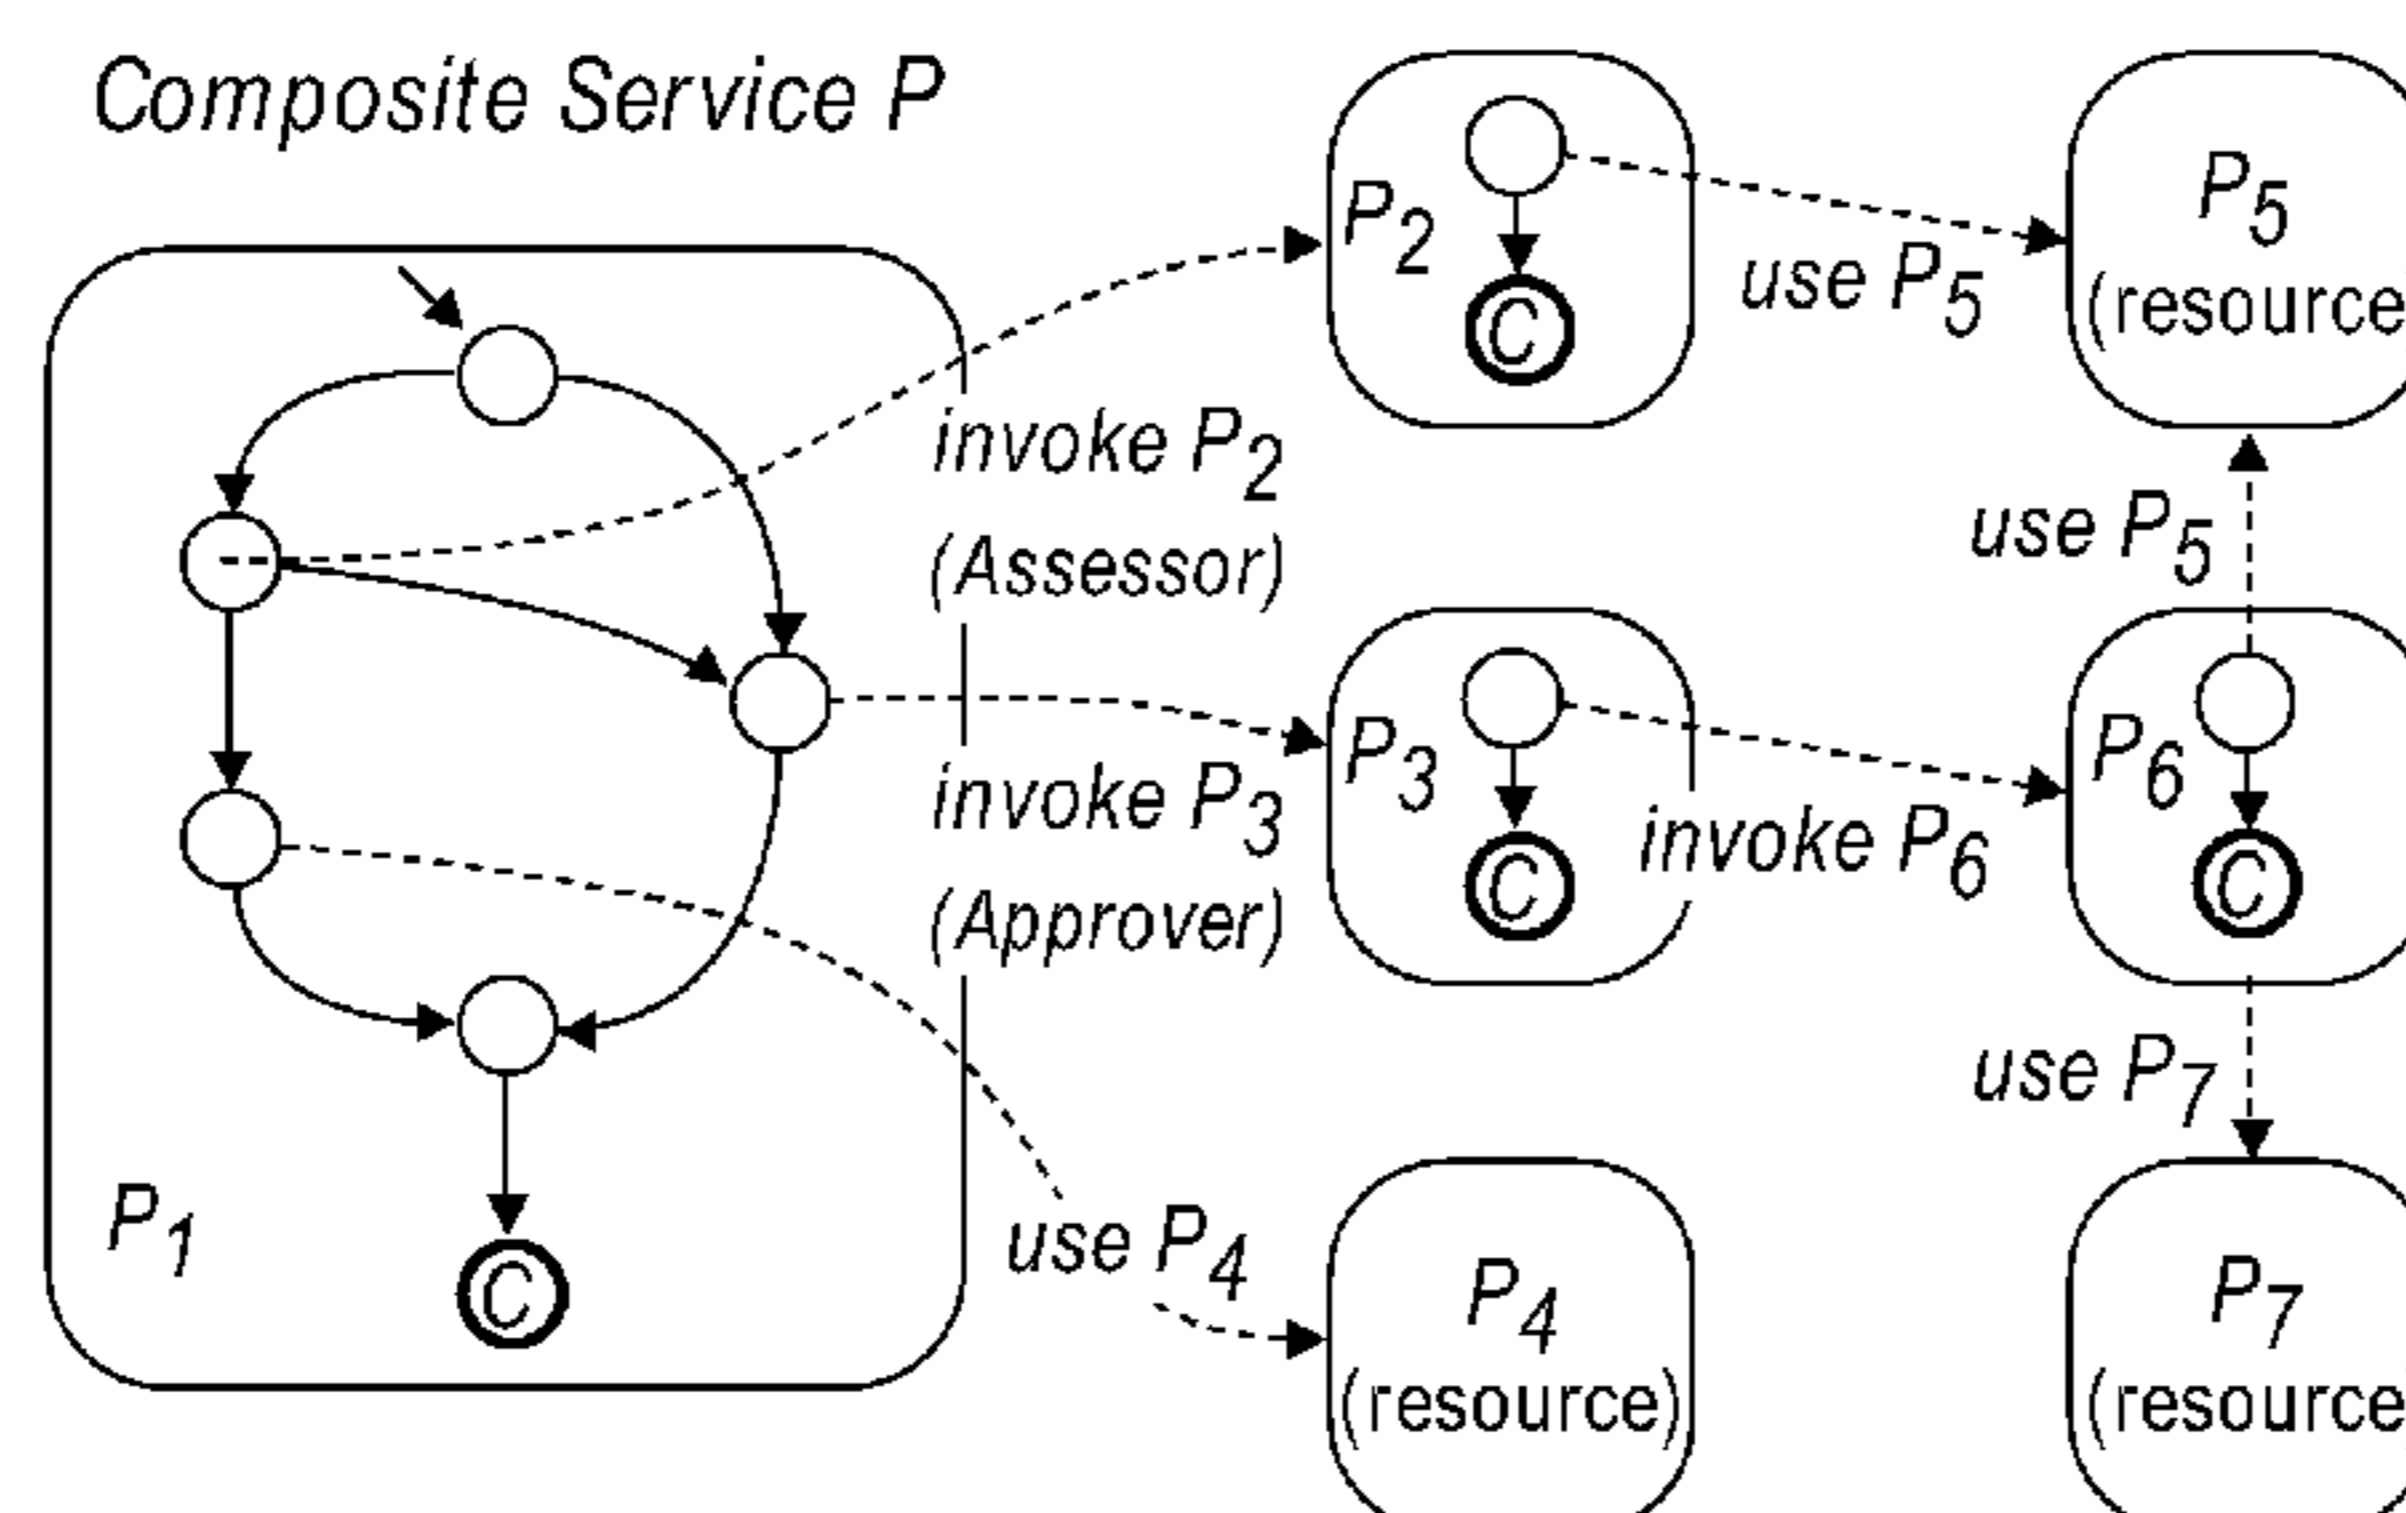 Composite Service P
P2
C
use P5
P5
(resource
invoke P2
(Assessor)
use P5
P3
C
invoke P3
(Approver)
invoke P6
P6
C
use P7
P1
C
use P4
P4
(resource)
P7
(resource